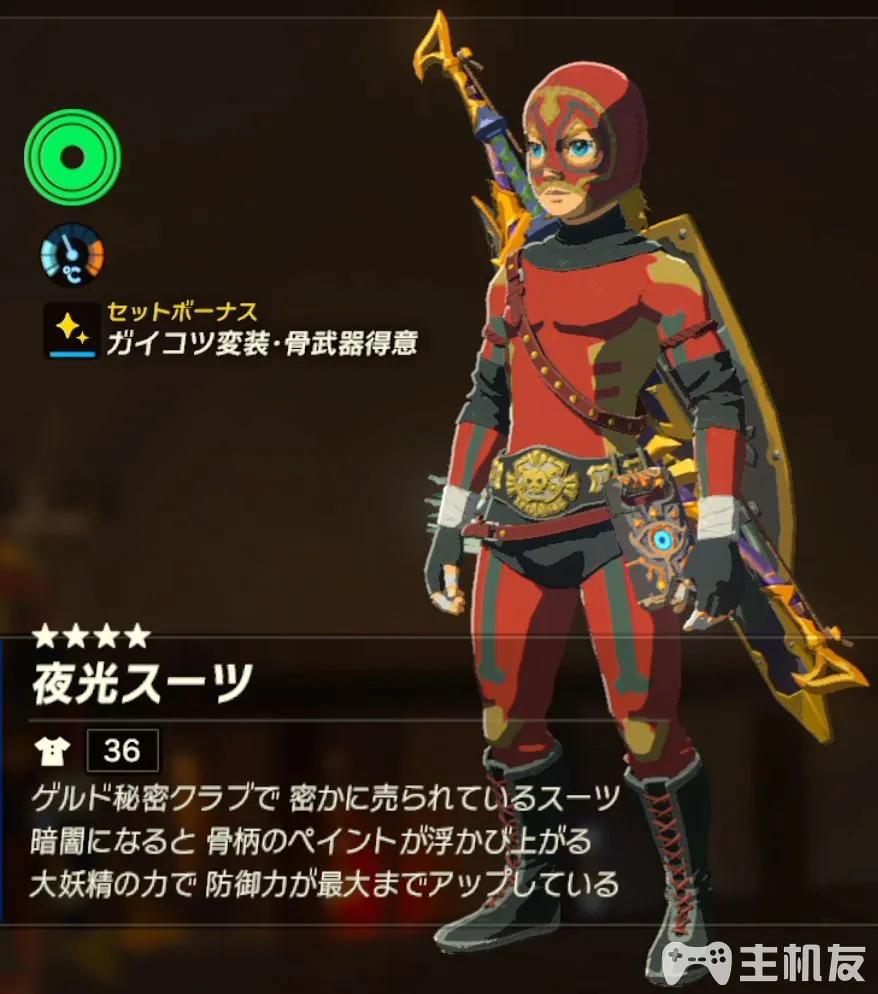 ℃
セットボーナス
ガイコツ変装・骨武器得意
★★★★
夜光スーツ
36
ゲルド秘密クラブで 密かに売られているスーツ
暗闇になると 骨柄のペイントが浮かび上がる
大妖精の力で 防御力が最大までアップしている
主机友